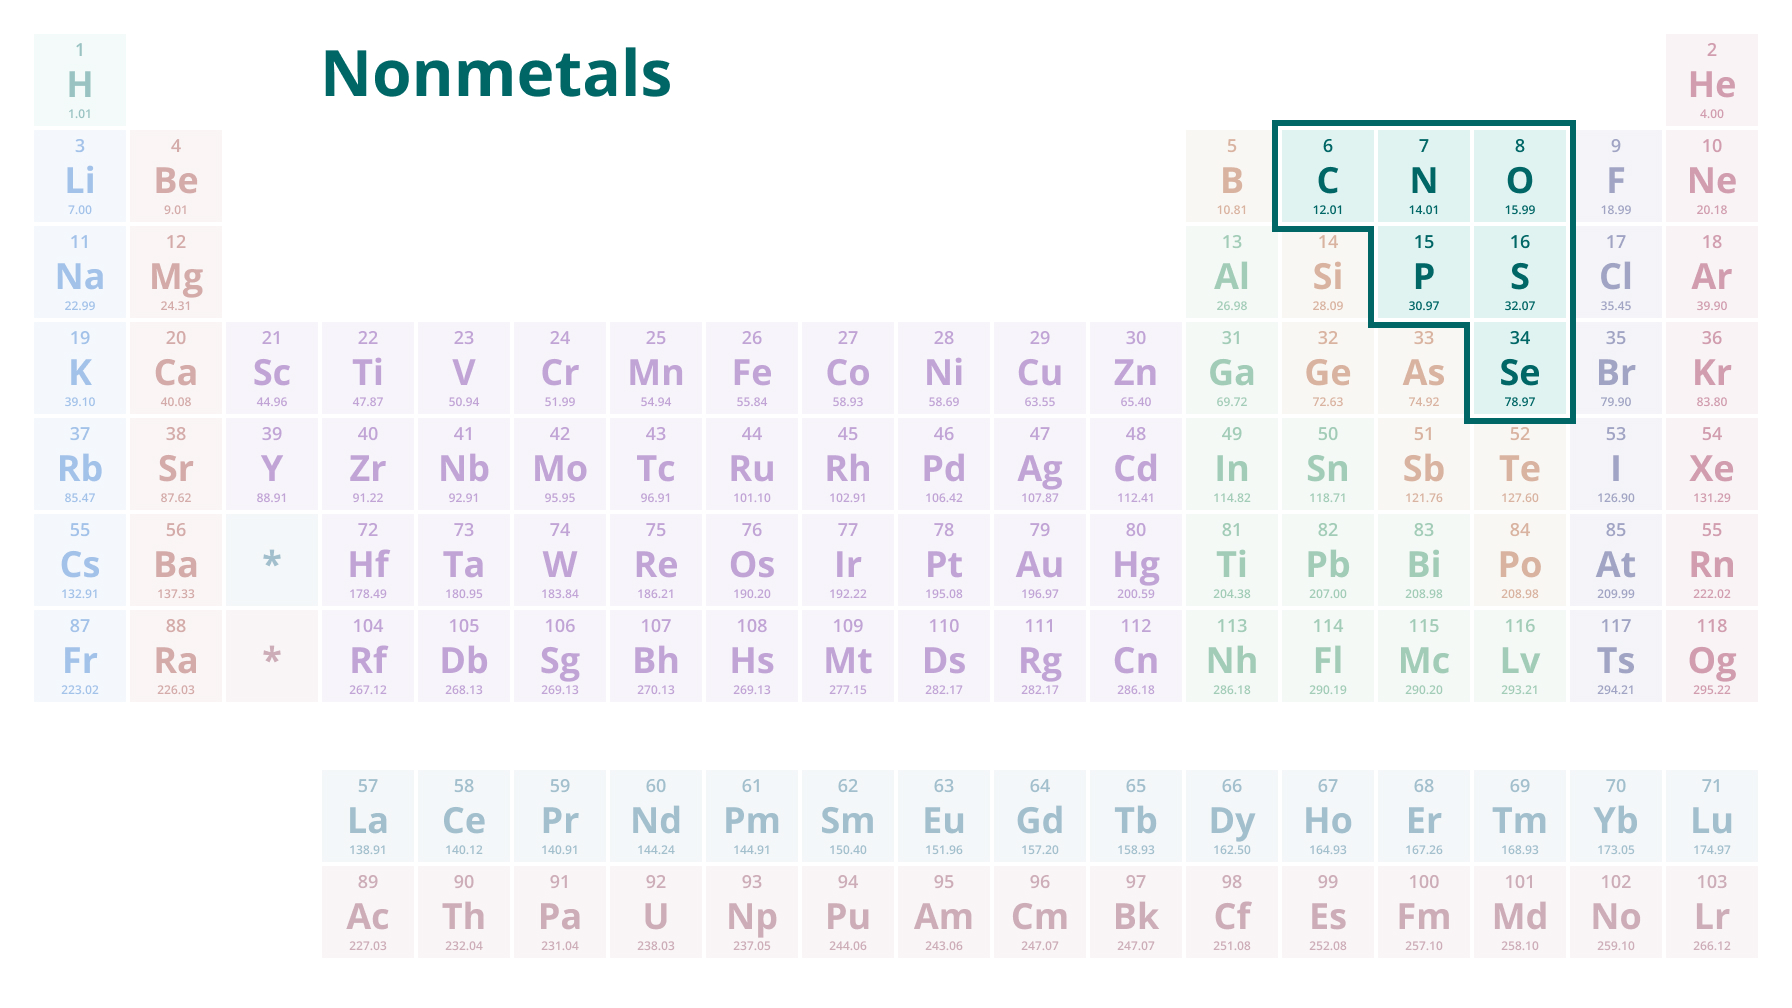 Nonmetals
1 2
H He
1.01 4.00
3 4 5 6 7 8 9 10
Li Be B C N O F Ne
7.00 9.01 10.81 12.01 14.01 15.99 18.99 20.18
11 12 13 14 15 16 17 18
Na Mg Al Si P S Cl Ar
22.99 24.31 26.98 28.09 30.97 32.07 35.45 39.90
19 20 21 22 23 24 25 26 27 28 29 30 31 32 33 34 35 36
K Ca Sc Ti V Cr Mn Fe Co Ni Cu Zn Ga Ge As Se Br Kr
39.10 40.08 44.96 47.87 50.94 51.99 54.94 55.84 58.93 58.69 63.55 65.40 69.72 72.63 74.92 78.97 79.90 83.80
37 38 39 40 41 42 43 44 45 46 47 48 49 50 51 52 53 54
Rb Sr Y Zr Nb Mo Tc Ru Rh Pd Ag Cd In Sn Sb Te I Xe
85.47 87.62 88.91 91.22 92.91 95.95 96.91 101.10 102.91 106.42 107.87 112.41 114.82 118.71 121.76 127.60 126.90 131.29
55 56 72 73 74 75 76 77 78 79 80 81 82 83 84 85 55
Cs Ba * Hf Ta W Re Os Ir Pt Au Hg Ti Pb Bi Po At Rn
132.91 137.33 178.49 180.95 183.84 186.21 190.20 192.22 195.08 196.97 200.59 204.38 207.00 208.98 208.98 209.99 222.02
87 88 104 105 106 107 108 109 110 111 112 113 114 115 116 117 118
Fr Ra * Rf Db Sg Bh Hs Mt Ds Rg Cn Nh Fl Mc Lv Ts Og
223.02 226.03 267.12 268.13 269.13 270.13 269.13 277.15 282.17 282.17 286.18 286.18 290.19 290.20 293.21 294.21 295.22
57 58 59 60 61 62 63 64 65 66 67 68 69 70 71
La Ce Pr Nd Pm Sm Eu Gd Tb Dy Ho Er Tm Yb Lu
138.91 140.12 140.91 144.24 144.91 150.40 151.96 157.20 158.93 162.50 164.93 167.26 168.93 173.05 174.97
89 90 91 92 93 94 95 96 97 98 99 100 101 102 103
Ac Th Pa U Np Pu Am Cm Bk Cf Es Fm Md No Lr
227.03 232.04 231.04 238.03 237.05 244.06 243.06 247.07 247.07 251.08 252.08 257.10 258.10 259.10 266.12